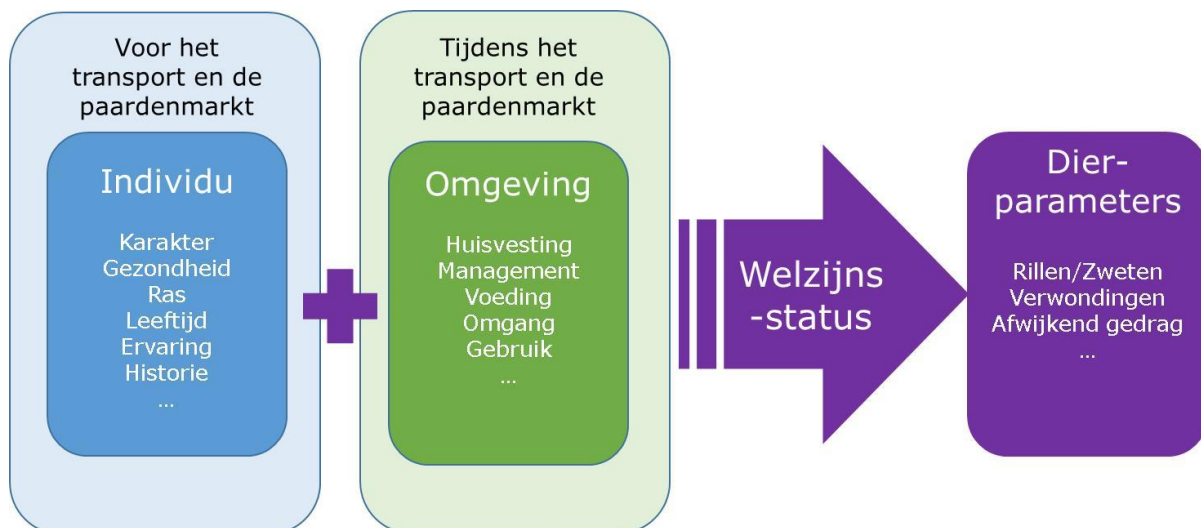 Voor het
transport en de
paardenmarkt
Individu
Karakter
Gezondheid
Ras
Leeftijd
Ervaring
Historie
...
Tijdens het
transport en de
paardenmarkt
Omgeving
Huisvesting
Management
Voeding
Omgang
Gebruik
...
Welzijns
-status
Dier-
parameters
Rillen/Zweten
Verwondingen
Afwijkend gedrag
...